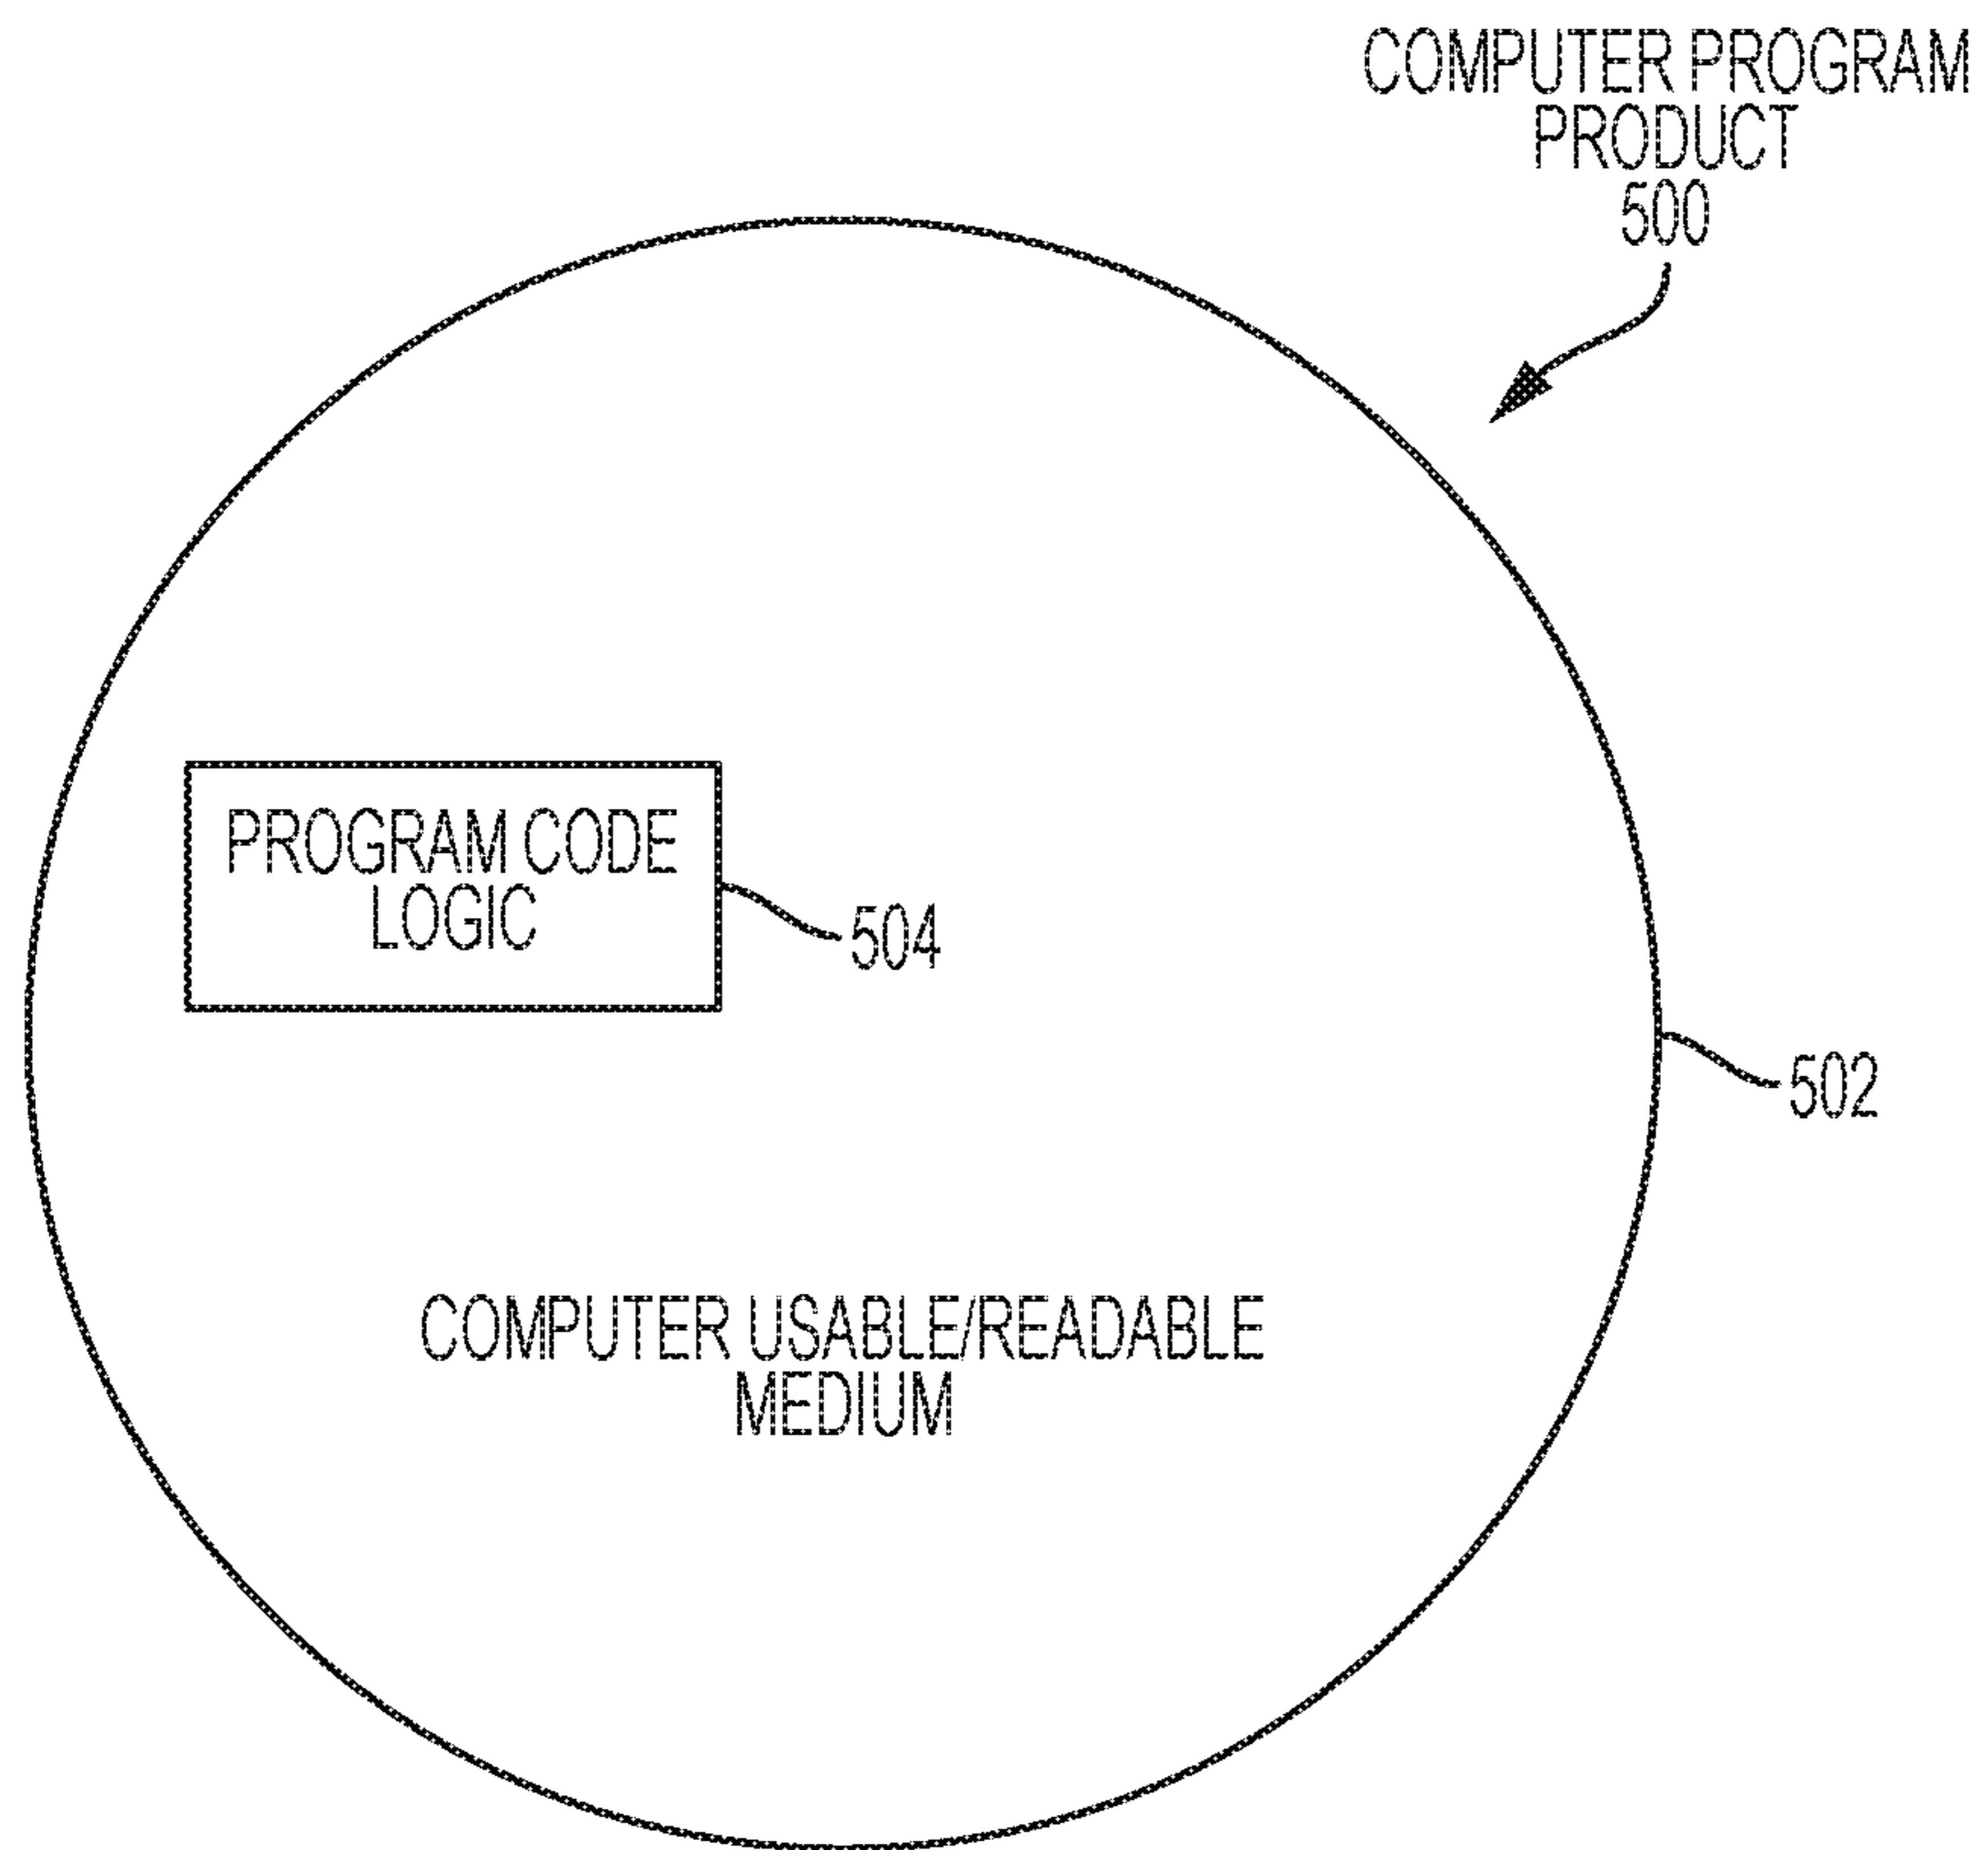 COMPUTER PROGRAM
PRODUCT
500
PROGRAM CODE
LOGIC
504
502
COMPUTER USABLE/READABLE
MEDIUM